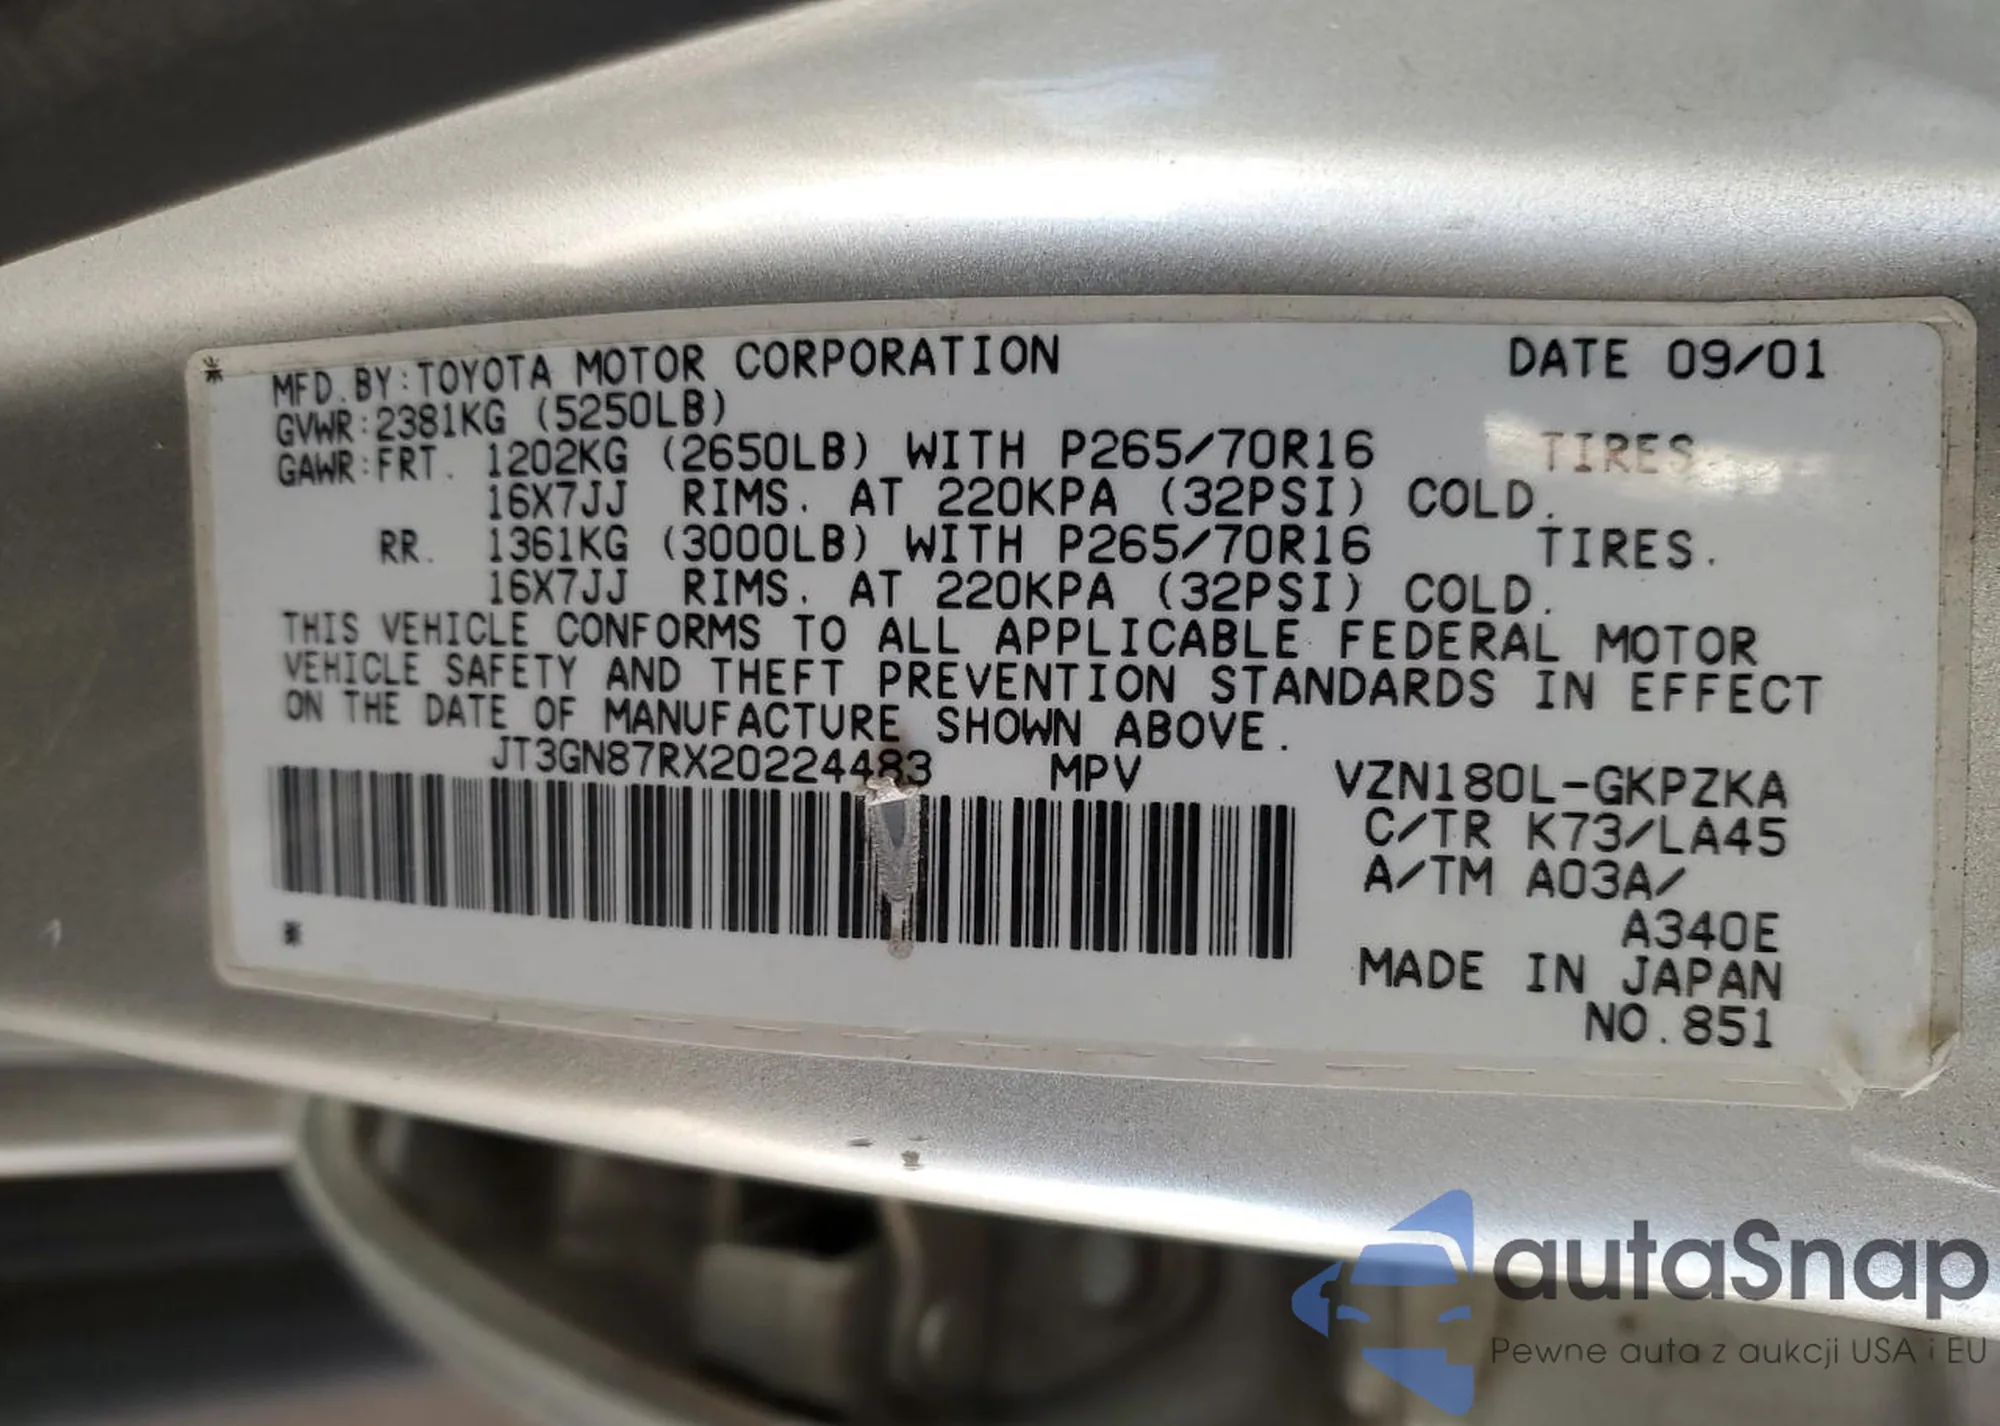 MFD. BY: TOYOTA MOTOR CORPORATION DATE 09/01
GVWR: 2381KG (5250LB)
GAWR: FRT. 1202KG (2650LB) WITH P265/70R16 TIRES.
16X7JJ RIMS. AT 220KPA (32PSI) COLD.
RR. 1361KG (3000LB) WITH P265/70R16 TIRES.
16X7JJ RIMS. AT 220KPA (32PSI) COLD.
THIS VEHICLE CONFORMS TO ALL APPLICABLE FEDERAL MOTOR
VEHICLE SAFETY AND THEFT PREVENTION STANDARDS IN EFFECT
ON THE DATE OF MANUFACTURE SHOWN ABOVE.
JT3GN87RX20224483 MPV VZN180L-GKPZKA
C/TR K73/LA45
A/TM A03A/
A340E
MADE IN JAPAN
NO. 851
autaSnap
Pewne auta z aukcji USA i EU